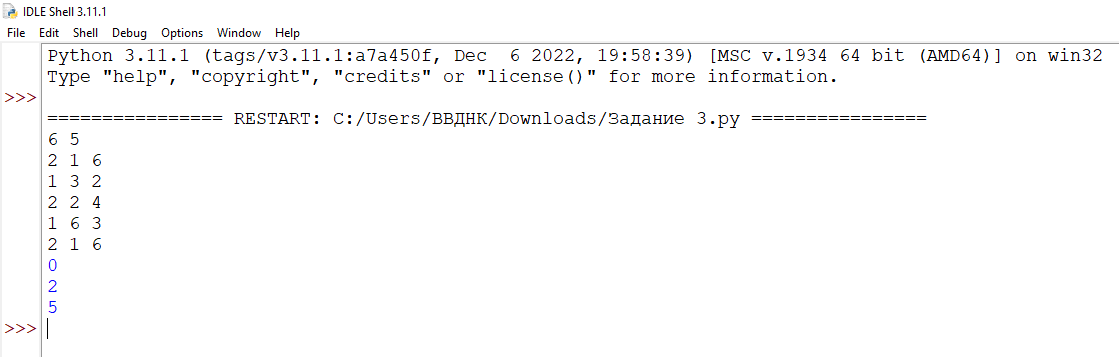 IDLE Shell 3.11.1
File Edit Shell Debug Options Window Help
Python 3.11.1 (tags/v3.11.1:a7a450f, Dec  6 2022, 19:58:39) [MSC v.1934 64 bit (AMD64)] on win32
Type "help", "copyright", "credits" or "license()" for more information.
>>>
================ RESTART: C:/Users/ВВДНК/Downloads/Задание 3.py ================
6 5
2 1 6
1 3 2
2 2 4
1 6 3
2 1 6
0
2
5
>>>